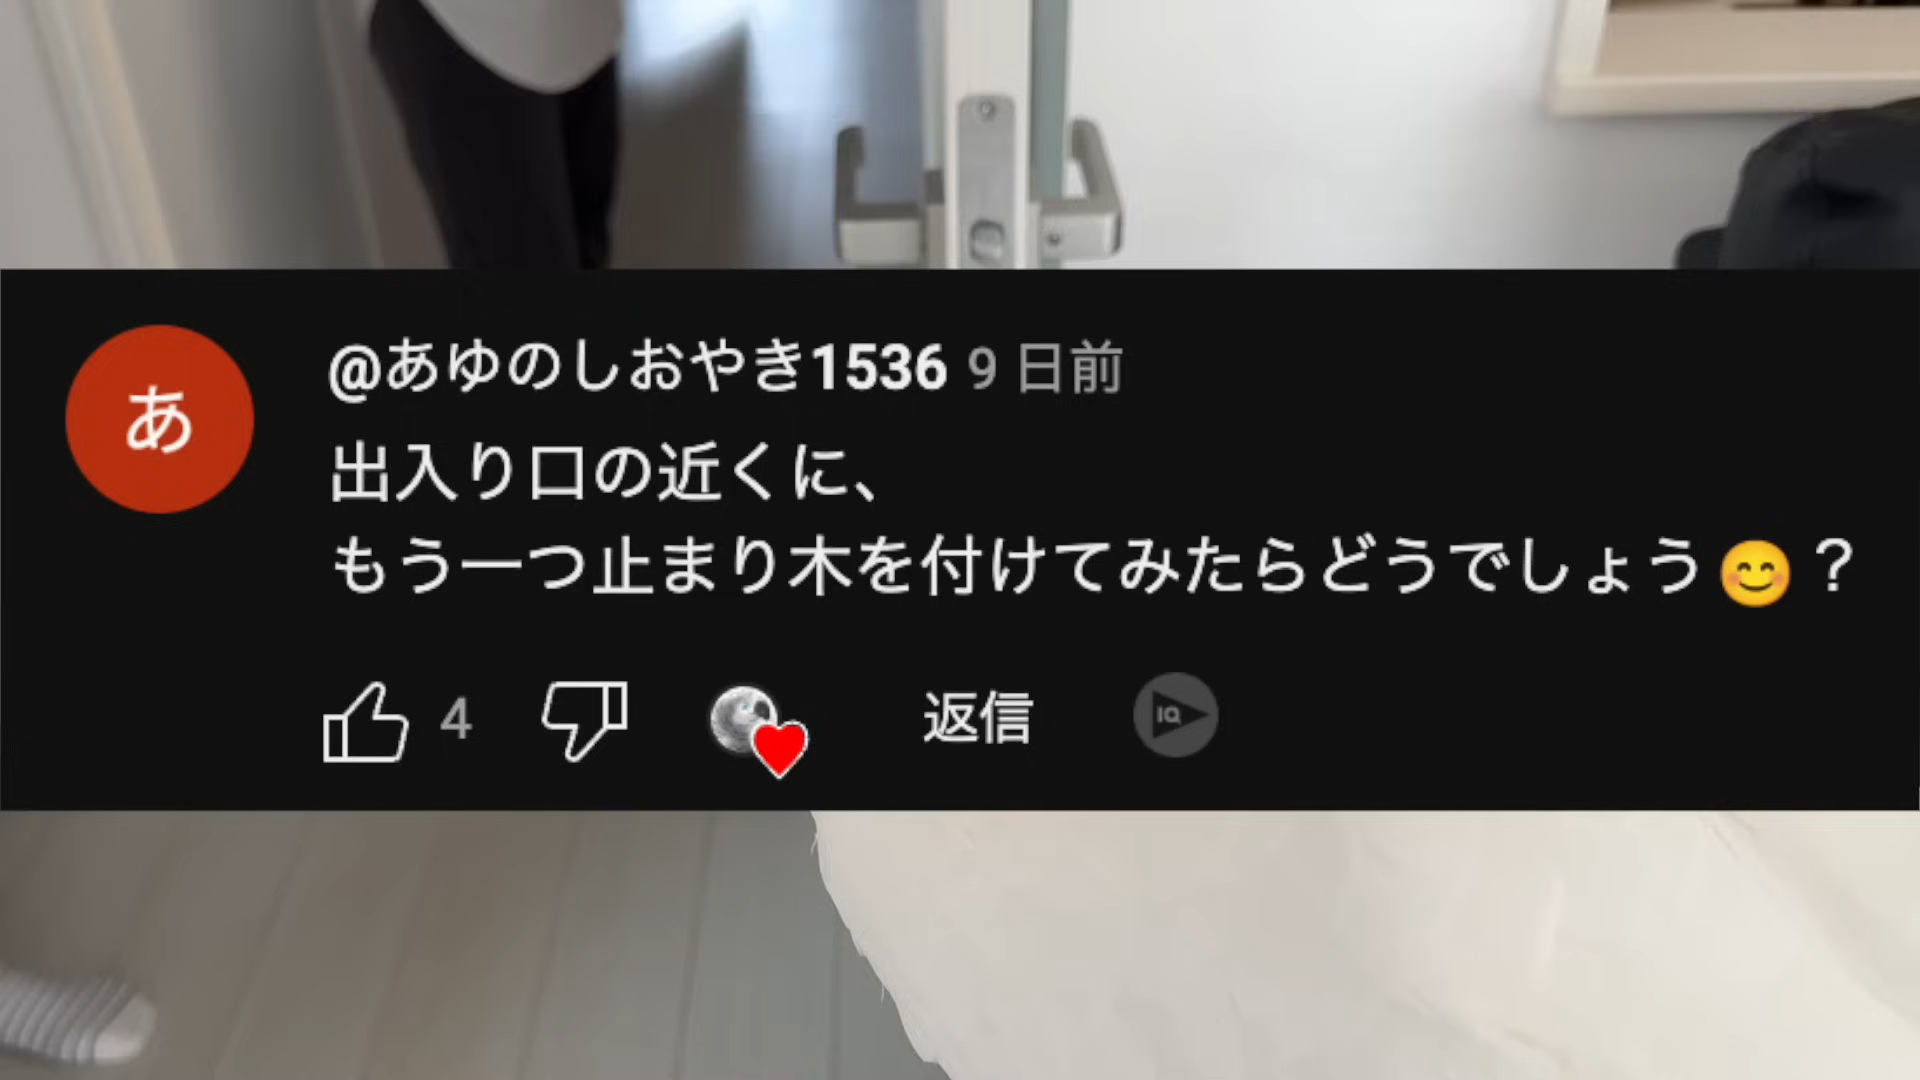 あ
@あゆのしおやき1536 9 日前
出入り口の近くに、
もう一つ止まり木を付けてみたらどうでしょう😊？
4
返信
IQ